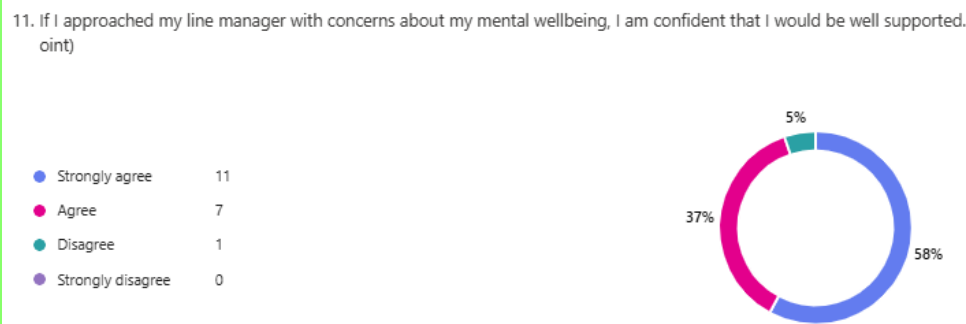 11. If I approached my line manager with concerns about my mental wellbeing, I am confident that I would be well supported.
oint)
5%
Strongly agree 11
Agree 7
37%
Disagree 1
58%
Strongly disagree 0